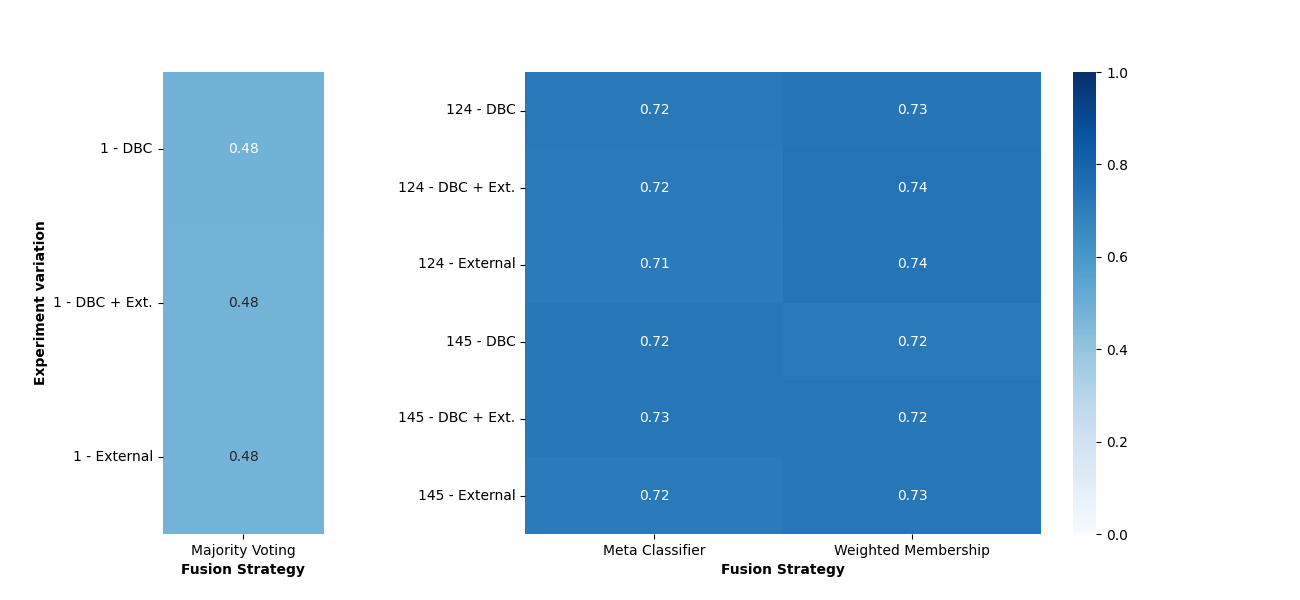 Experiment variation
1 - DBC
0.48
1 - DBC + Ext.
0.48
1 - External
0.48
Majority Voting
Fusion Strategy
124 - DBC
0.72
0.73
124 - DBC + Ext.
0.72
0.74
124 - External
0.71
0.74
145 - DBC
0.72
0.72
145 - DBC + Ext.
0.73
0.72
145 - External
0.72
0.73
Meta Classifier
Weighted Membership
Fusion Strategy
1.0
0.8
0.6
0.4
0.2
0.0